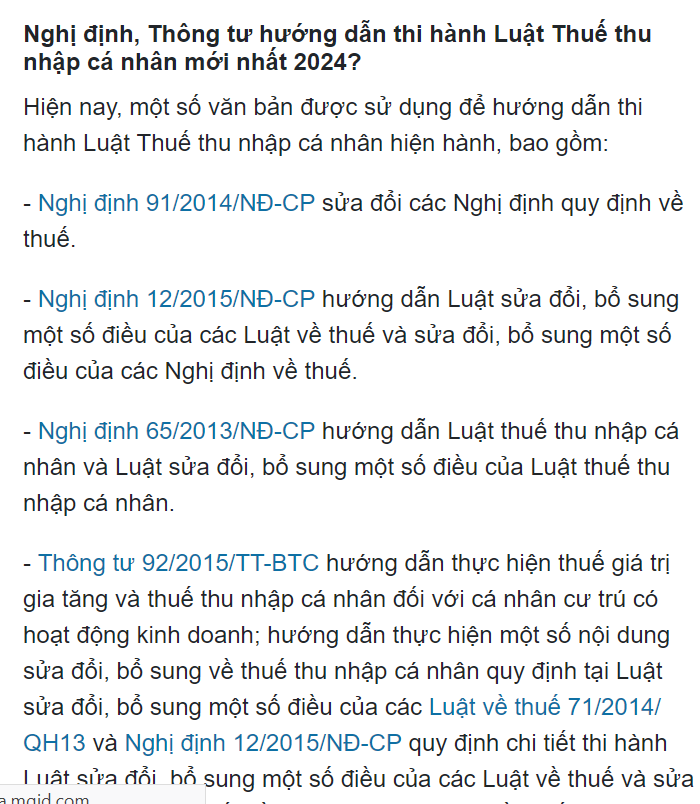 Nghị định, Thông tư hướng dẫn thi hành Luật Thuế thu
nhập cá nhân mới nhất 2024?
Hiện nay, một số văn bản được sử dụng để hướng dẫn thi
hành Luật Thuế thu nhập cá nhân hiện hành, bao gồm:
- Nghị định 91/2014/NĐ-CP sửa đổi các Nghị định quy định về
thuế.
- Nghị định 12/2015/NĐ-CP hướng dẫn Luật sửa đổi, bổ sung
một số điều của các Luật về thuế và sửa đổi, bổ sung một số
điều của các Nghị định về thuế.
- Nghị định 65/2013/NĐ-CP hướng dẫn Luật thuế thu nhập cá
nhân và Luật sửa đổi, bổ sung một số điều của Luật thuế thu
nhập cá nhân.
- Thông tư 92/2015/TT-BTC hướng dẫn thực hiện thuế giá trị
gia tăng và thuế thu nhập cá nhân đối với cá nhân cư trú có
hoạt động kinh doanh; hướng dẫn thực hiện một số nội dung
sửa đổi, bổ sung về thuế thu nhập cá nhân quy định tại Luật
sửa đổi, bổ sung một số điều của các Luật về thuế 71/2014/
QH13 và Nghị định 12/2015/NĐ-CP quy định chi tiết thi hành
Luật sửa đổi, bổ sung một số điều của các Luật về thuế và sửa
a.mgid.com